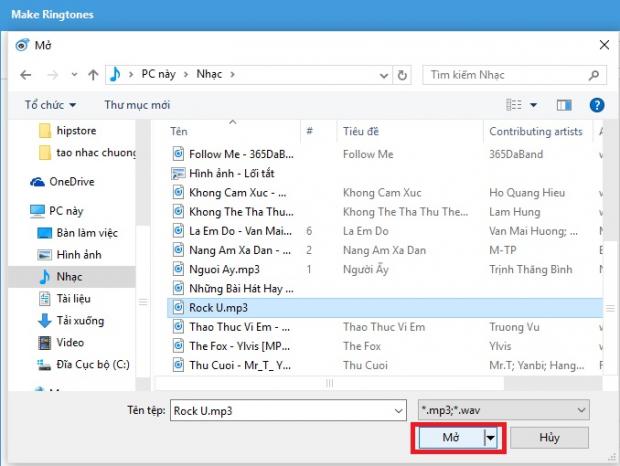 Make Ringtones
Mở
PC này > Nhạc >
Tìm kiếm Nhạc
Tổ chức Thư mục mới
Tên # Tiêu đề Contributing artists A
hipstore
tao nhac chuong
OneDrive
PC này
Bàn làm việc
Hình ảnh
Nhạc
Tài liệu
Tải xuống
Video
Đĩa Cục bộ (C:)
Follow Me - 365DaB... Follow Me 365DaBand
Hình ảnh - Lối tắt
Khong Cam Xuc - ... Khong Cam Xuc Ho Quang Hieu
Khong The Tha Thu... Khong The Tha Thu The... Lam Hung
La Em Do - Van Mai... 6 La Em Do Van Mai Huong;...
Nang Am Xa Dan - ... 2 Nang Am Xa Dan M-TP
Nguoi Ay.mp3 1 Người Ấy Trịnh Thăng Bình
Những Bài Hát Hay ...
Rock U.mp3
Thao Thuc Vi Em - ... Thao Thuc Vi Em Truong Vu
The Fox - Ylvis [MP... The Fox Ylvis
Thu Cuoi - Mr_T_ Y... Thu Cuoi Mr.T; Yanbi; Hang...
Tên tệp: Rock U.mp3 *.mp3;*.wav
Mở Hủy